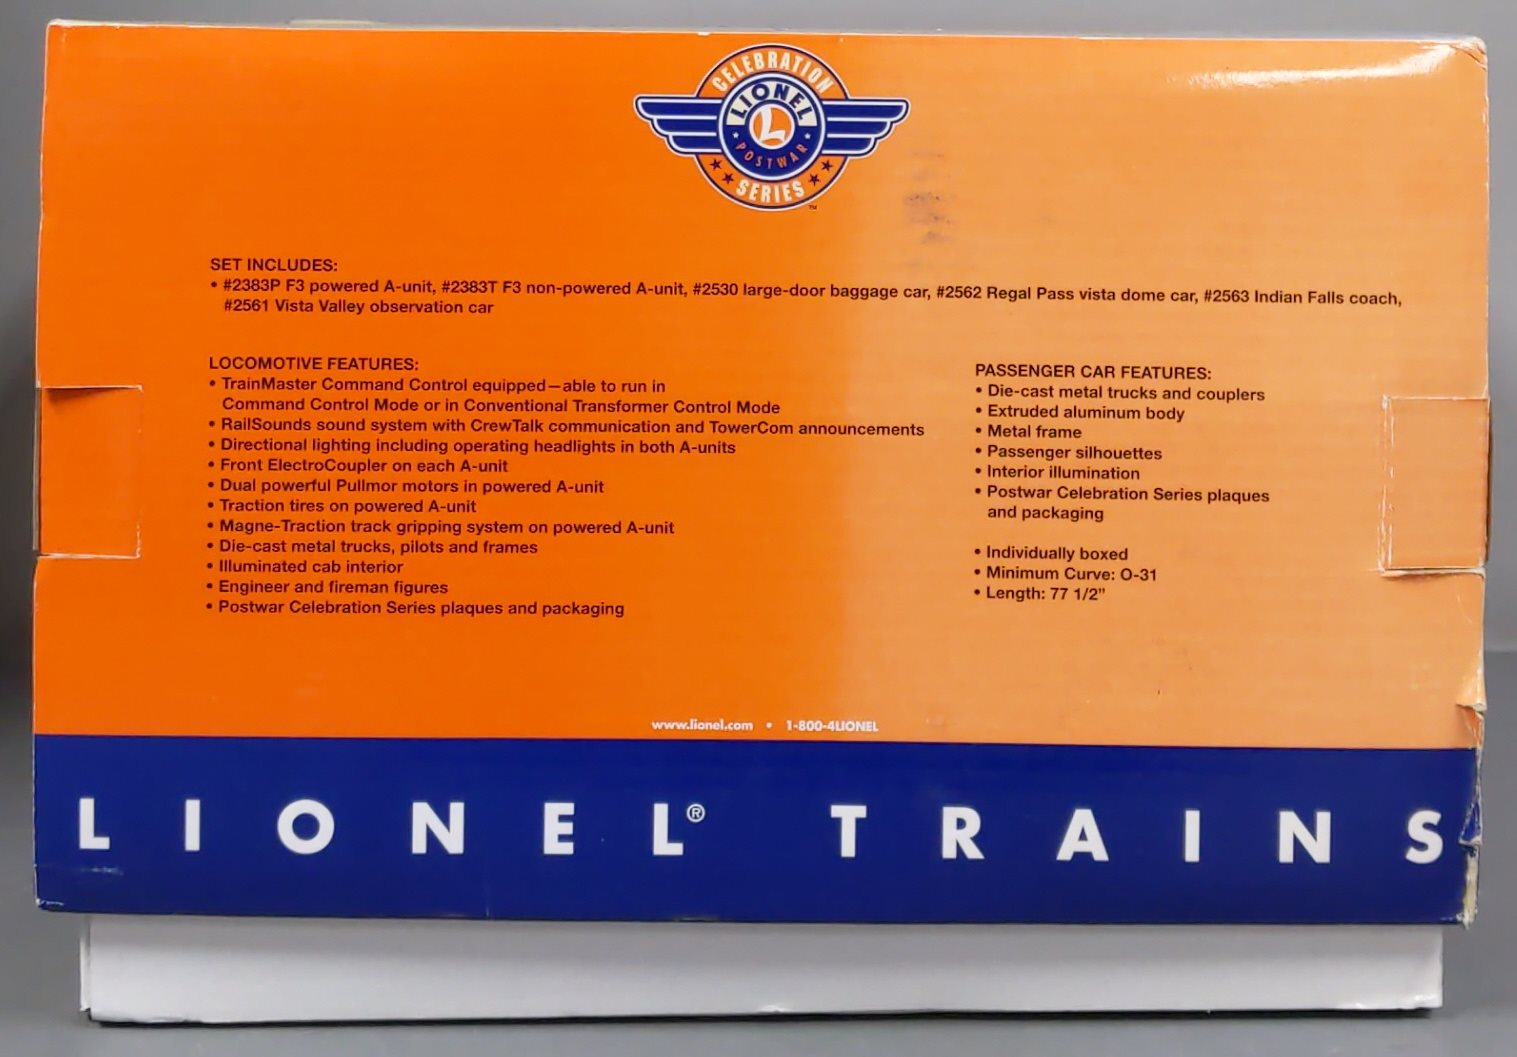 CELEBRATION
LIONEL
L
POSTWAR
SERIES
™
SET INCLUDES:
• #2383P F3 powered A-unit, #2383T F3 non-powered A-unit, #2530 large-door baggage car, #2562 Regal Pass vista dome car, #2563 Indian Falls coach,
#2561 Vista Valley observation car
LOCOMOTIVE FEATURES:
• TrainMaster Command Control equipped—able to run in
Command Control Mode or in Conventional Transformer Control Mode
• RailSounds sound system with CrewTalk communication and TowerCom announcements
• Directional lighting including operating headlights in both A-units
• Front ElectroCoupler on each A-unit
• Dual powerful Pullmor motors in powered A-unit
• Traction tires on powered A-unit
• Magne-Traction track gripping system on powered A-unit
• Die-cast metal trucks, pilots and frames
• Illuminated cab interior
• Engineer and fireman figures
• Postwar Celebration Series plaques and packaging
PASSENGER CAR FEATURES:
• Die-cast metal trucks and couplers
• Extruded aluminum body
• Metal frame
• Passenger silhouettes
• Interior illumination
• Postwar Celebration Series plaques
and packaging
• Individually boxed
• Minimum Curve: O-31
• Length: 77 1/2”
www.lionel.com • 1-800-4LIONEL
LIONEL® TRAINS